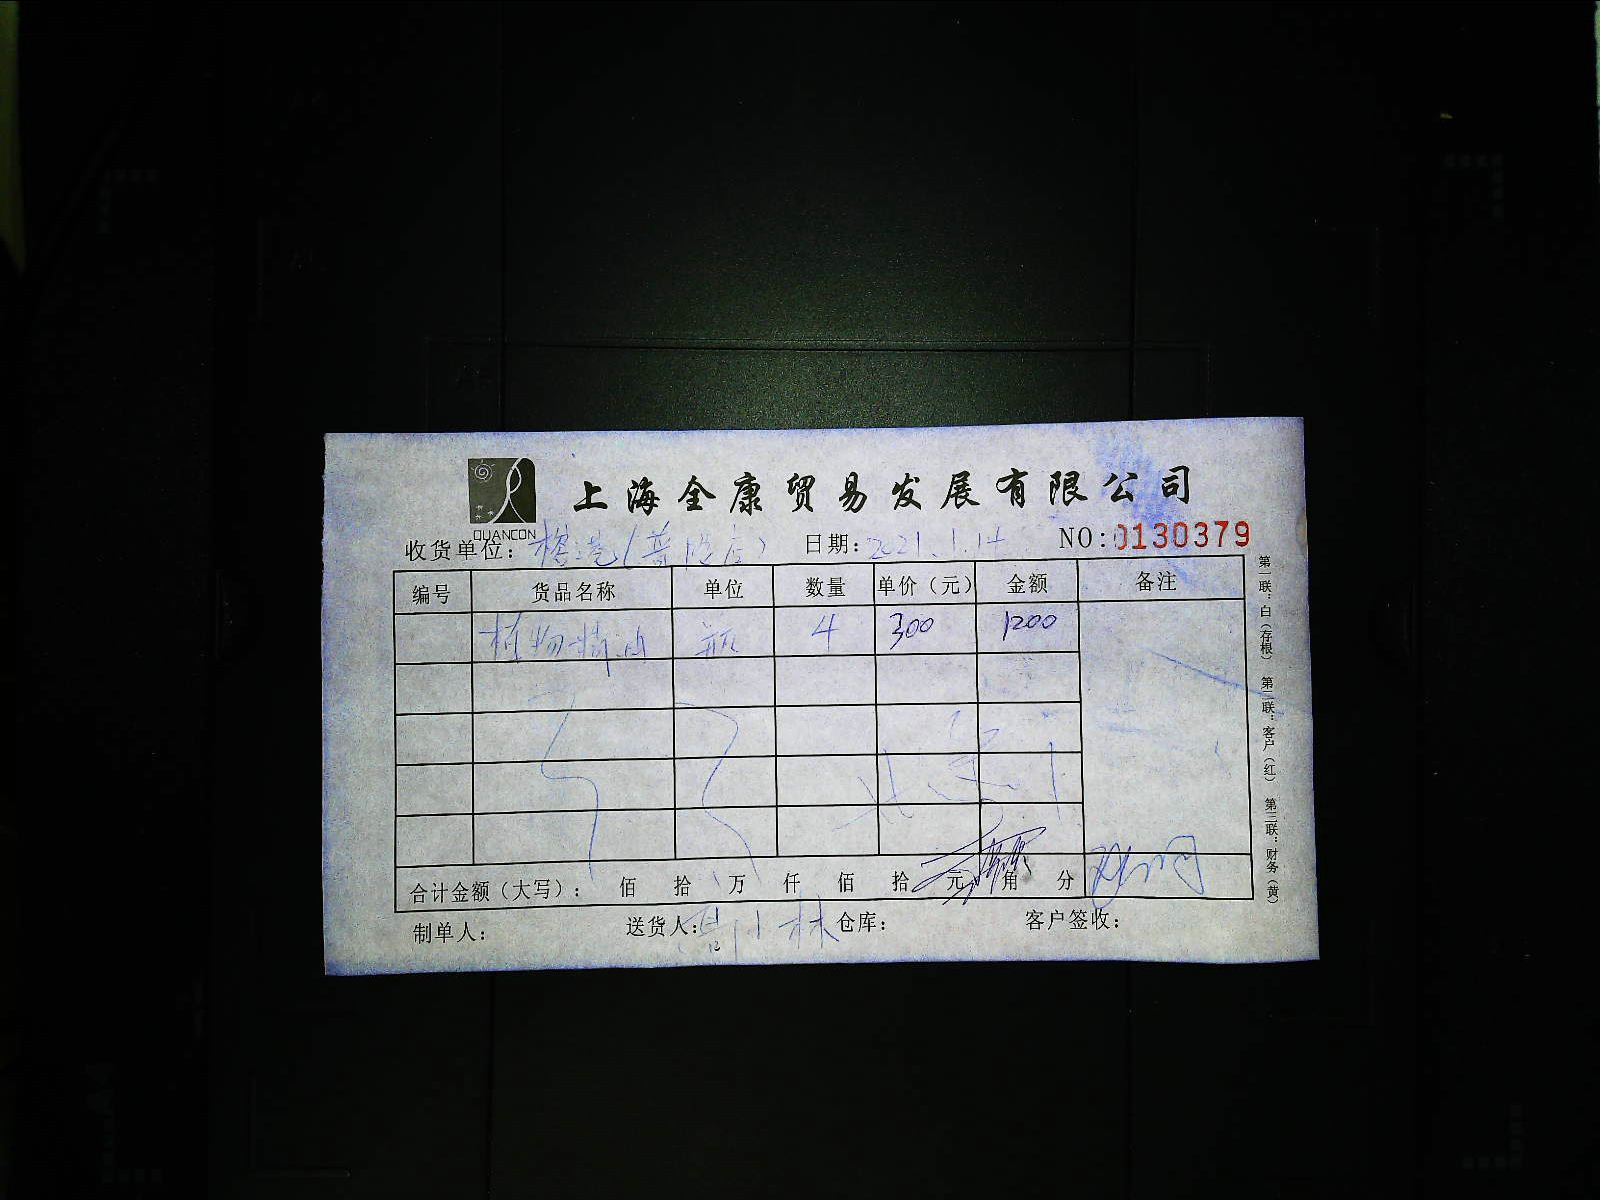 上海全康贸易发展有限公司
QUANCON
收货单位： 日期：2021.1.14 NO:0130379
编号 货品名称 单位 数量 单价（元） 金额 备注
植物精油 瓶 4 300 1200
合计金额（大写）： 佰 拾 万 仟 佰 拾 元 角 分
制单人： 送货人： 仓库： 客户签收：
第一联：白（存根） 第二联：客户（红） 第三联：财务（黄）